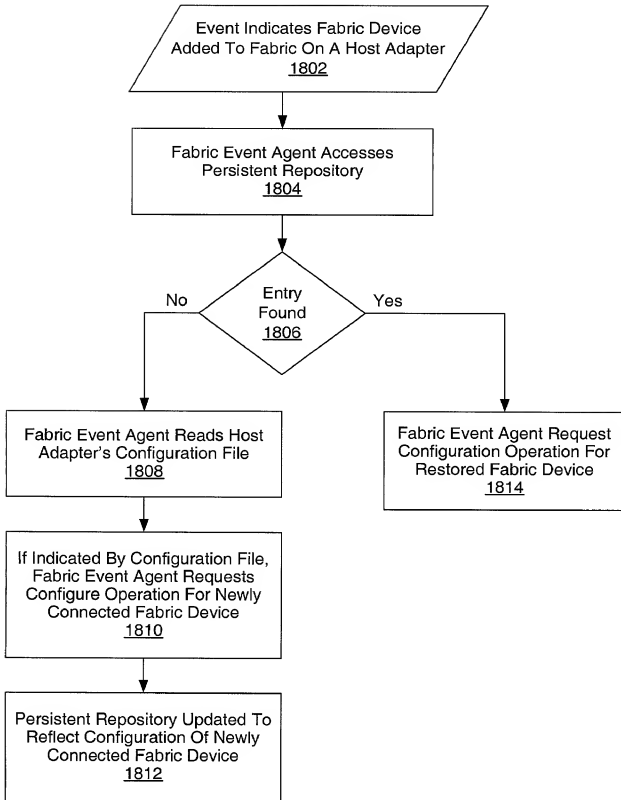 Event Indicates Fabric Device
Added To Fabric On A Host Adapter
1802
Fabric Event Agent Accesses
Persistent Repository
1804
Entry
Found
1806
No
Yes
Fabric Event Agent Reads Host
Adapter's Configuration File
1808
Fabric Event Agent Request
Configuration Operation For
Restored Fabric Device
1814
If Indicated By Configuration File,
Fabric Event Agent Requests
Configure Operation For Newly
Connected Fabric Device
1810
Persistent Repository Updated To
Reflect Configuration Of Newly
Connected Fabric Device
1812